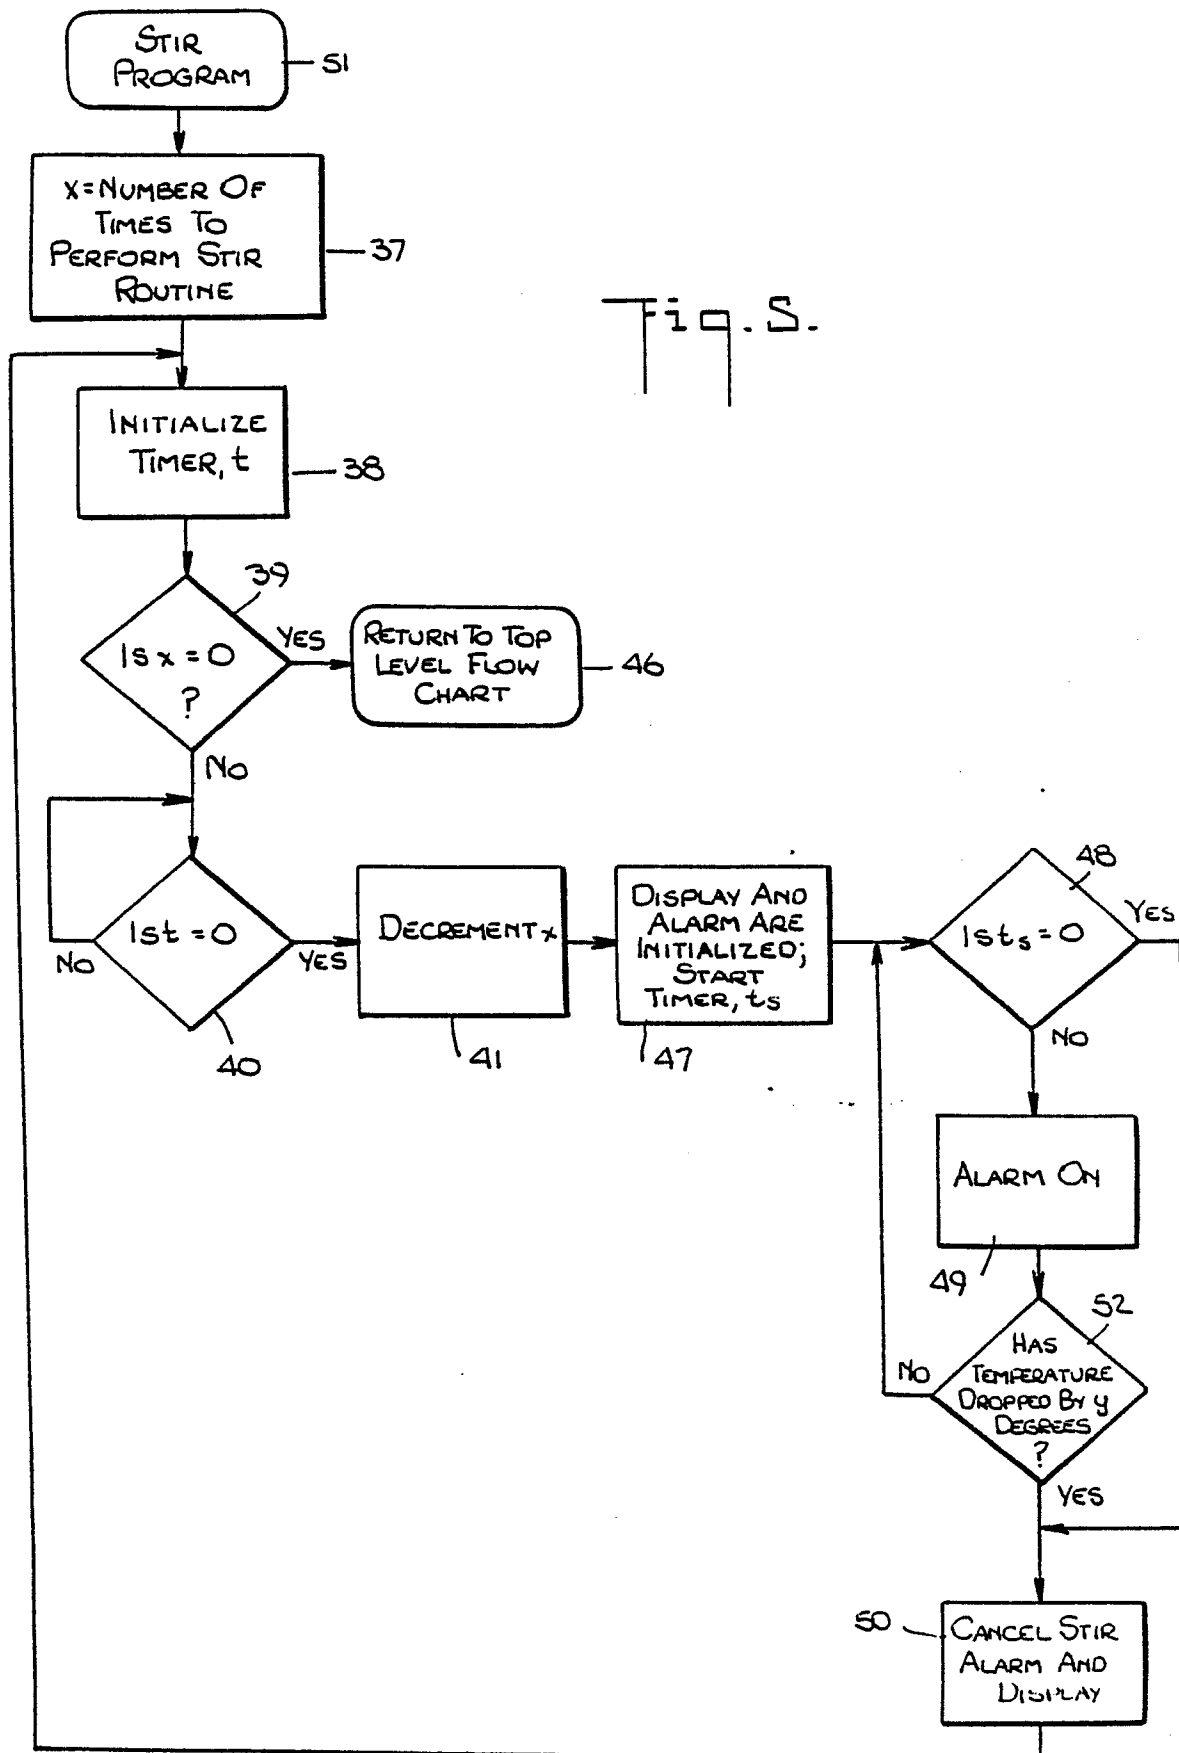 STIR
PROGRAM
51
x=NUMBER OF
TIMES TO
PERFORM STIR
ROUTINE
37
Fig. 5.
INITIALIZE
TIMER, t
38
39
IS x = 0
?
YES
RETURN TO TOP
LEVEL FLOW
CHART
46
NO
IS t = 0
NO
YES
40
DECREMENT x
41
DISPLAY AND
ALARM ARE
INITIALIZED;
START
TIMER, ts
47
48
IS ts = 0
YES
NO
ALARM ON
49
52
HAS
TEMPERATURE
DROPPED BY y
DEGREES
?
NO
YES
50
CANCEL STIR
ALARM AND
DISPLAY